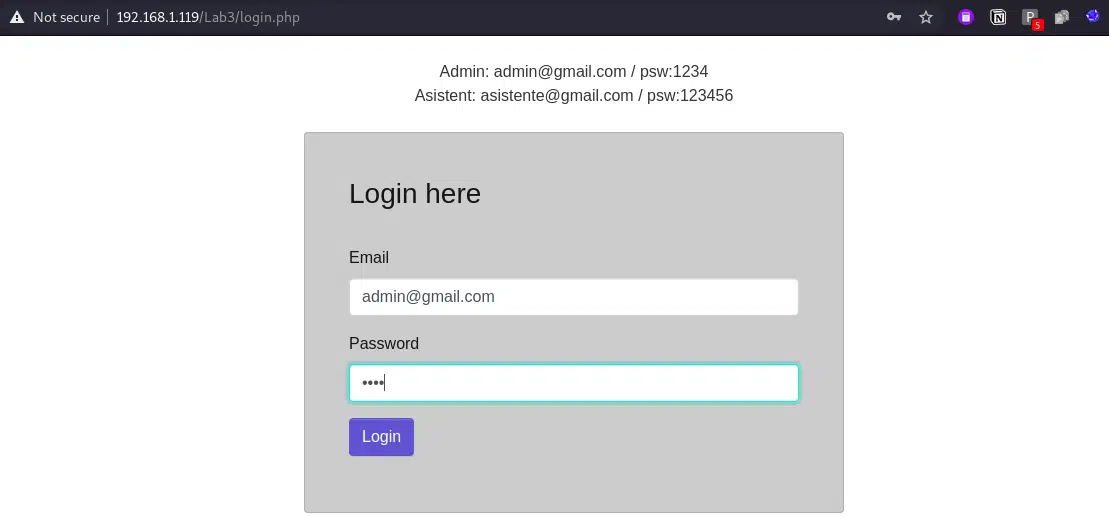 Not secure 192.168.1.119/Lab3/login.php
N P 5
Admin: admin@gmail.com / psw:1234
Asistent: asistente@gmail.com / psw:123456
Login here
Email
admin@gmail.com
Password
••••
Login